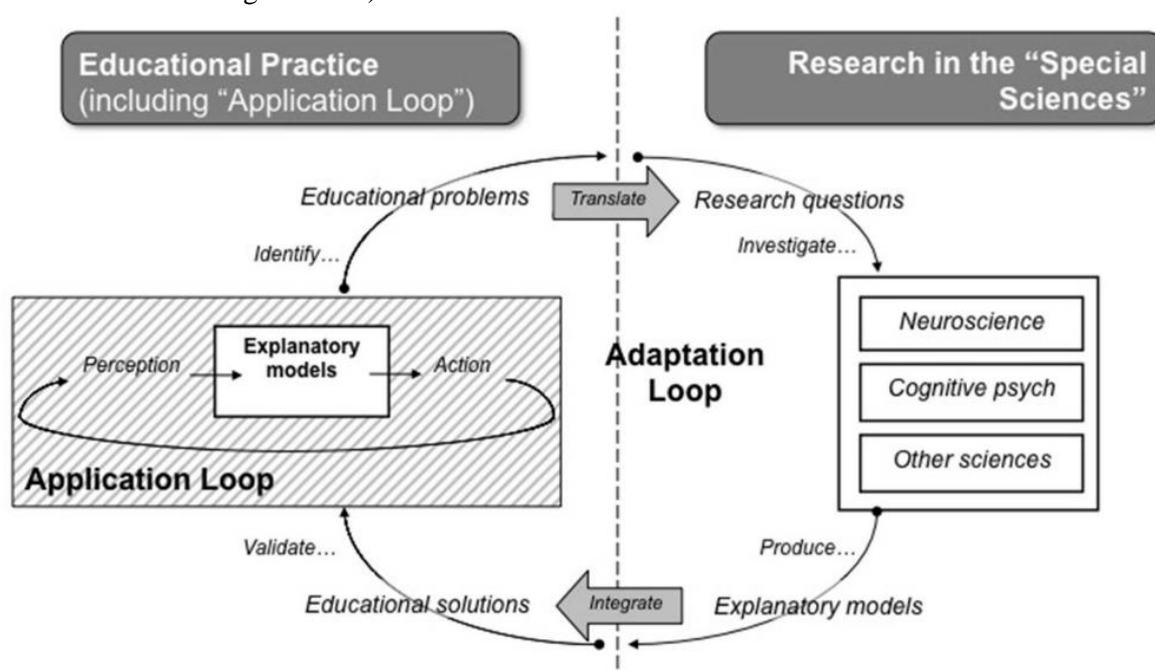 Educational Practice
(including “Application Loop”)
Research in the “Special
Sciences”
Educational problems
Translate
Research questions
Identify…
Investigate…
Perception
Explanatory
models
Action
Application Loop
Adaptation
Loop
Neuroscience
Cognitive psych
Other sciences
Validate…
Produce…
Educational solutions
Integrate
Explanatory models